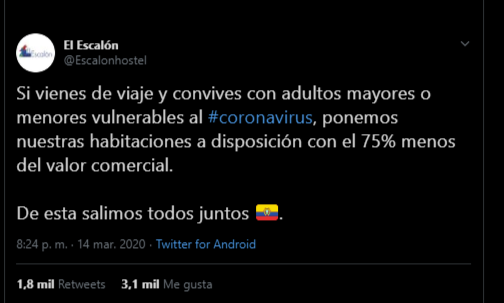 El Escalón
@Escalonhostel
Si vienes de viaje y convives con adultos mayores o
menores vulnerables al #coronavirus, ponemos
nuestras habitaciones a disposición con el 75% menos
del valor comercial.
De esta salimos todos juntos 🇪🇨.
8:24 p. m. · 14 mar. 2020 · Twitter for Android
1,8 mil Retweets 3,1 mil Me gusta